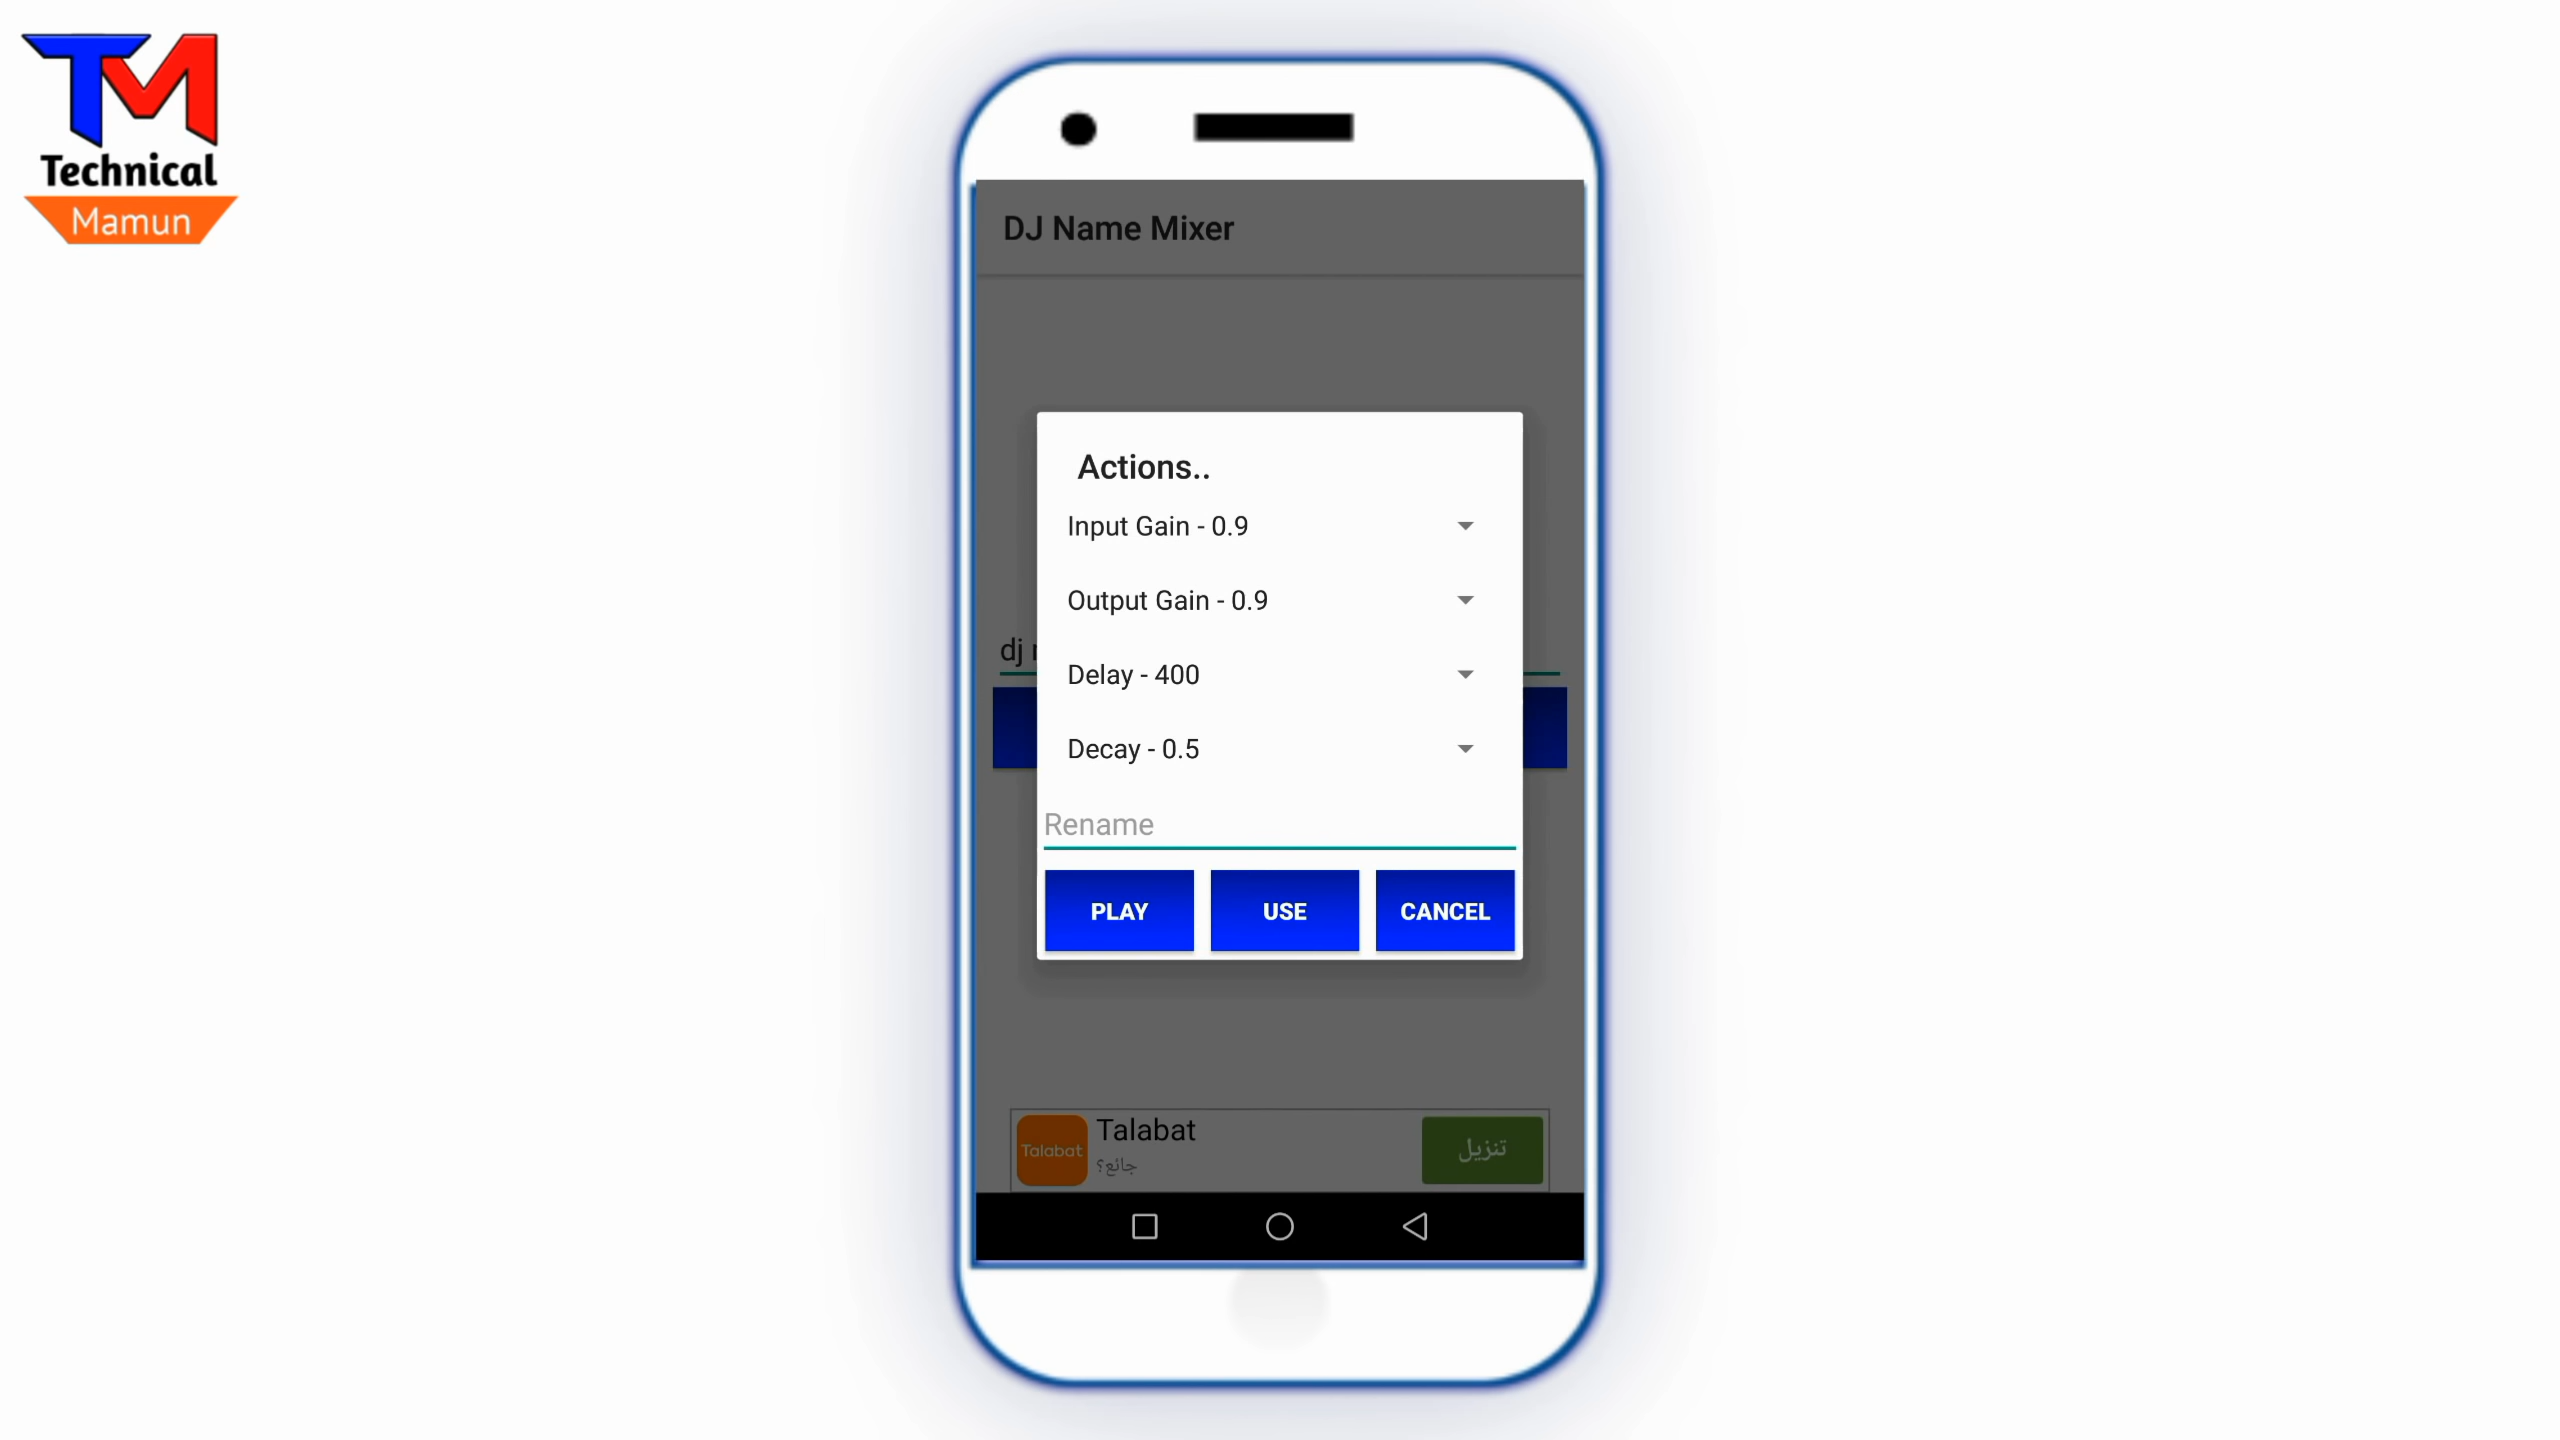 TM
Technical
Mamun
DJ Name Mixer
Actions..
Input Gain - 0.9
Output Gain - 0.9
dj
Delay - 400
Decay - 0.5
Rename
PLAY USE CANCEL
Talabat
Talabat
جائع؟
تنزيل